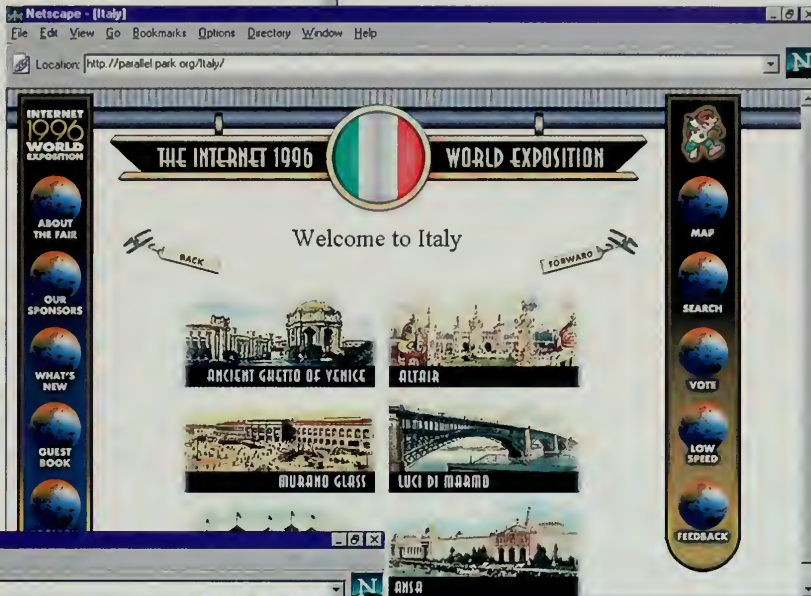 Netscape - [Italy]
File Edit View Go Bookmarks Options Directory Window Help
Location: http://parallel.park.org/Italy/
N
INTERNET
1996
WORLD
EXPOSITION
ABOUT
THE FAIR
OUR
SPONSORS
WHAT'S
NEW
GUEST
BOOK
THE INTERNET 1996 WORLD EXPOSITION
Welcome to Italy
BACK
FORWARD
ANCIENT GHETTO OF VENICE
ALTAIR
MURANO GLASS
LUCI DI MARMO
ANSA
MAP
SEARCH
VOTE
LOW
SPEED
FEEDBACK
N